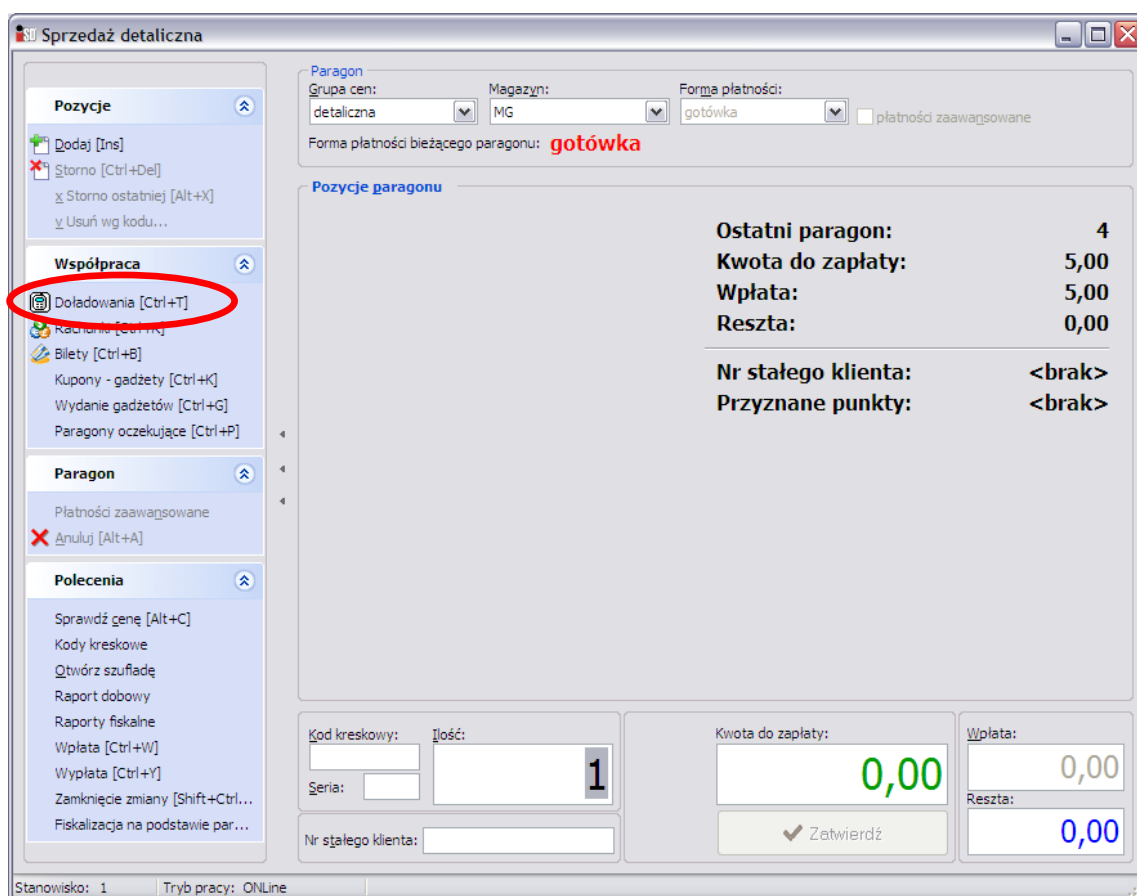 Sprzedaż detaliczna
Pozycje
Dodaj [Ins]
Storno [Ctrl+Del]
x Storno ostatniej [Alt+X]
y Usuń wg kodu...
Współpraca
Doładowania [Ctrl+T]
Rachunki [Ctrl+R]
Bilety [Ctrl+B]
Kupony - gadżety [Ctrl+K]
Wydanie gadżetów [Ctrl+G]
Paragony oczekujące [Ctrl+P]
Paragon
Płatności zaawansowane
Anuluj [Alt+A]
Polecenia
Sprawdź cenę [Alt+C]
Kody kreskowe
Otwórz szufladę
Raport dobowy
Raporty fiskalne
Wpłata [Ctrl+W]
Wypłata [Ctrl+Y]
Zamknięcie zmiany [Shift+Ctrl...
Fiskalizacja na podstawie par...
Paragon
Grupa cen: Magazyn: Forma płatności:
detaliczna MG gotówka płatności zaawansowane
Forma płatności bieżącego paragonu: gotówka
Pozycje paragonu
Ostatni paragon: 4
Kwota do zapłaty: 5,00
Wpłata: 5,00
Reszta: 0,00
Nr stałego klienta: <brak>
Przyznane punkty: <brak>
Kod kreskowy: Ilość:
1
Seria:
Nr stałego klienta:
Kwota do zapłaty:
0,00
Zatwierdź
Wpłata:
0,00
Reszta:
0,00
Stanowisko: 1 Tryb pracy: ONLine